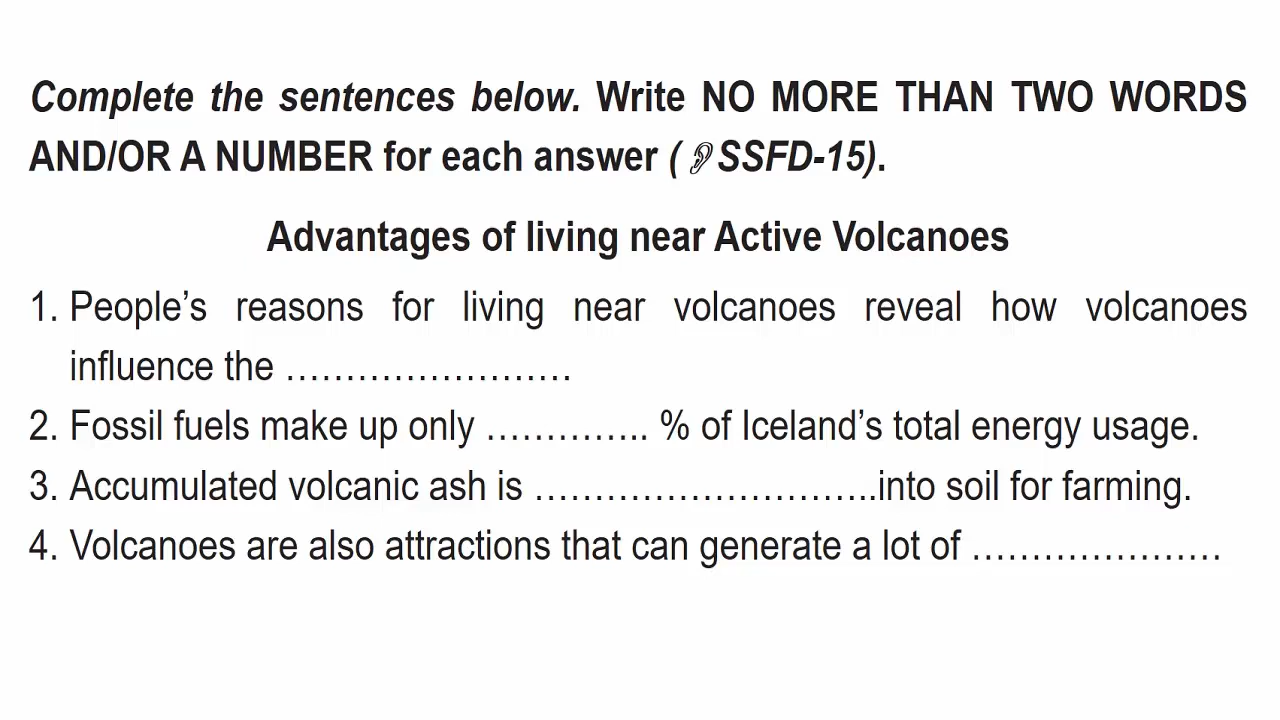 Complete the sentences below. Write NO MORE THAN TWO WORDS
AND/OR A NUMBER for each answer (👂SSFD-15).
Advantages of living near Active Volcanoes
1. People’s reasons for living near volcanoes reveal how volcanoes
influence the ……………………
2. Fossil fuels make up only ………….. % of Iceland’s total energy usage.
3. Accumulated volcanic ash is ………………………..into soil for farming.
4. Volcanoes are also attractions that can generate a lot of …………………